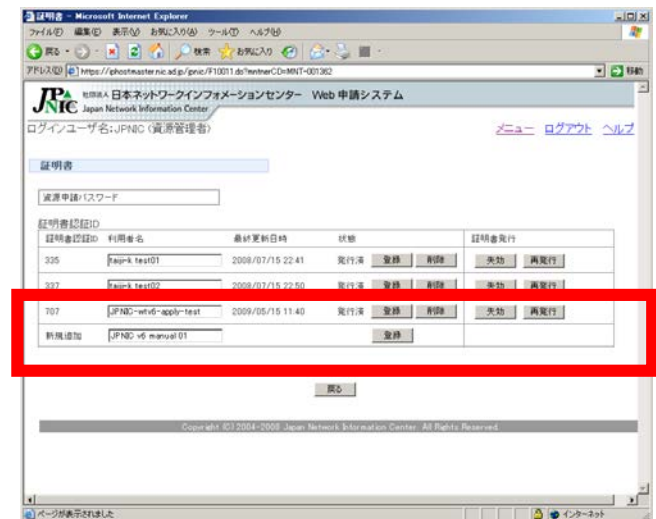 証明書 - Microsoft Internet Explorer
ファイル(F) 編集(E) 表示(V) お気に入り(A) ツール(T) ヘルプ(H)
戻る 検索 お気に入り
アドレス(D) https://iphostmaster.nic.ad.jp/jpnic/F10011.do?mntnerCD=MNT-001362 移動
JPNIC 社団法人 日本ネットワークインフォメーションセンター Web 申請システム
Japan Network Information Center
ログインユーザ名:JPNIC (資源管理者) メニュー ログアウト ヘルプ
証明書
資源申請パスワード
証明書認証ID
証明書認証ID 利用者名 最終更新日時 状態 証明書発行
335 taiji-k test01 2008/07/15 22:41 発行済 登録 削除 失効 再発行
337 taiji-k test02 2008/07/15 22:50 発行済 登録 削除 失効 再発行
707 JPNIC-wtv6-apply-test 2009/05/15 11:40 発行済 登録 削除 失効 再発行
新規追加 JPNIC v6 manual 01 登録
戻る
Copyright (C) 2004-2008 Japan Network Information Center. All Rights Reserved.
ページが表示されました インターネット